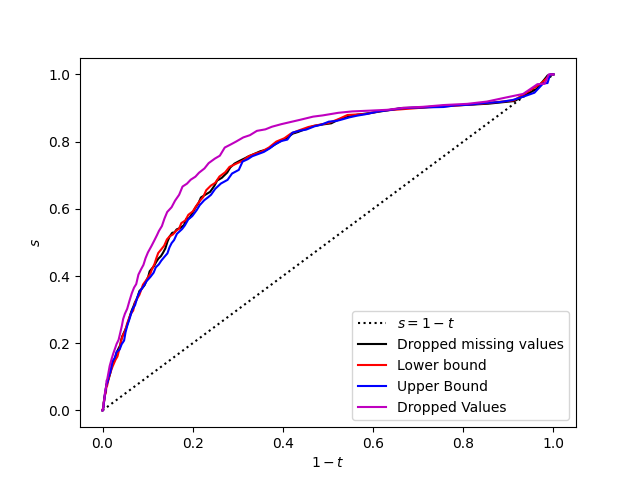 1.0
0.8
0.6
0.4
0.2
0.0
s
0.0 0.2 0.4 0.6 0.8 1.0
1 − t
s = 1 − t
Dropped missing values
Lower bound
Upper Bound
Dropped Values